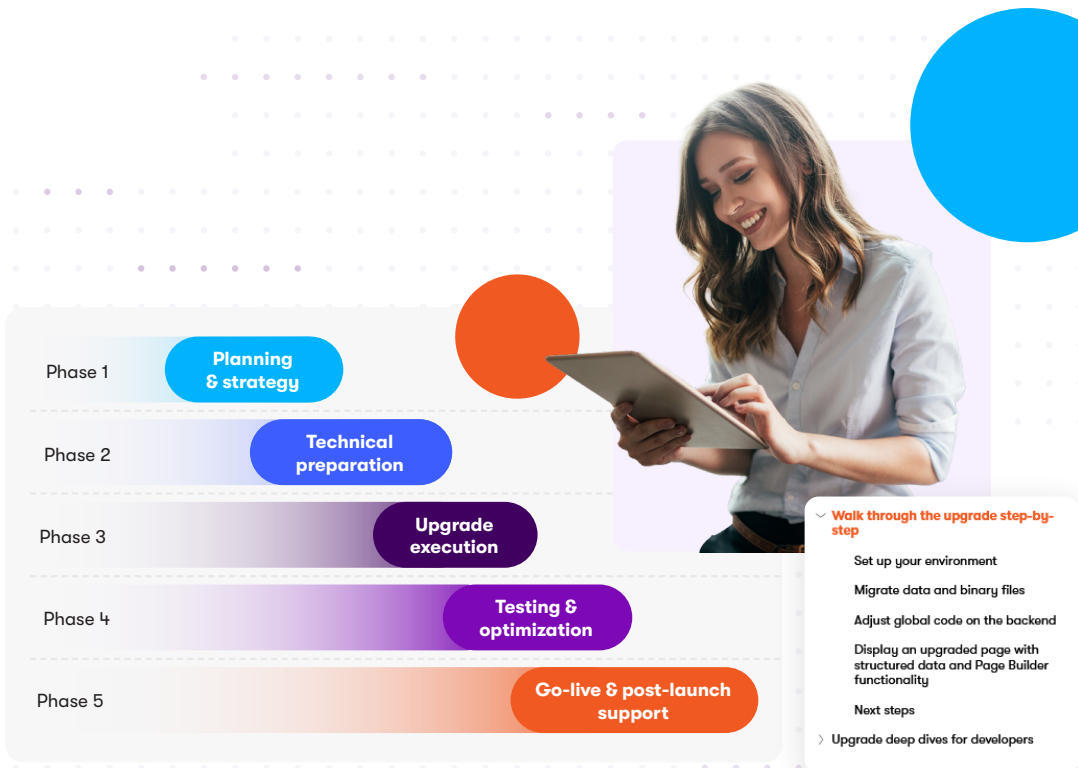 Phase 1
Planning
& strategy
Phase 2
Technical
preparation
Phase 3
Upgrade
execution
Phase 4
Testing &
optimization
Phase 5
Go-live & post-launch
support
Walk through the upgrade step-by-
step
Set up your environment
Migrate data and binary files
Adjust global code on the backend
Display an upgraded page with
structured data and Page Builder
functionality
Next steps
Upgrade deep dives for developers